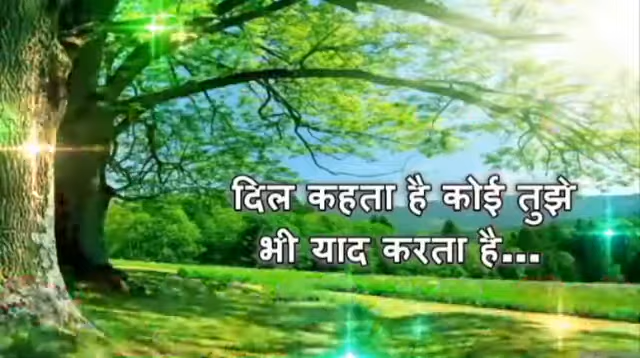 दिल कहता है कोई तुझे
भी याद करता है...